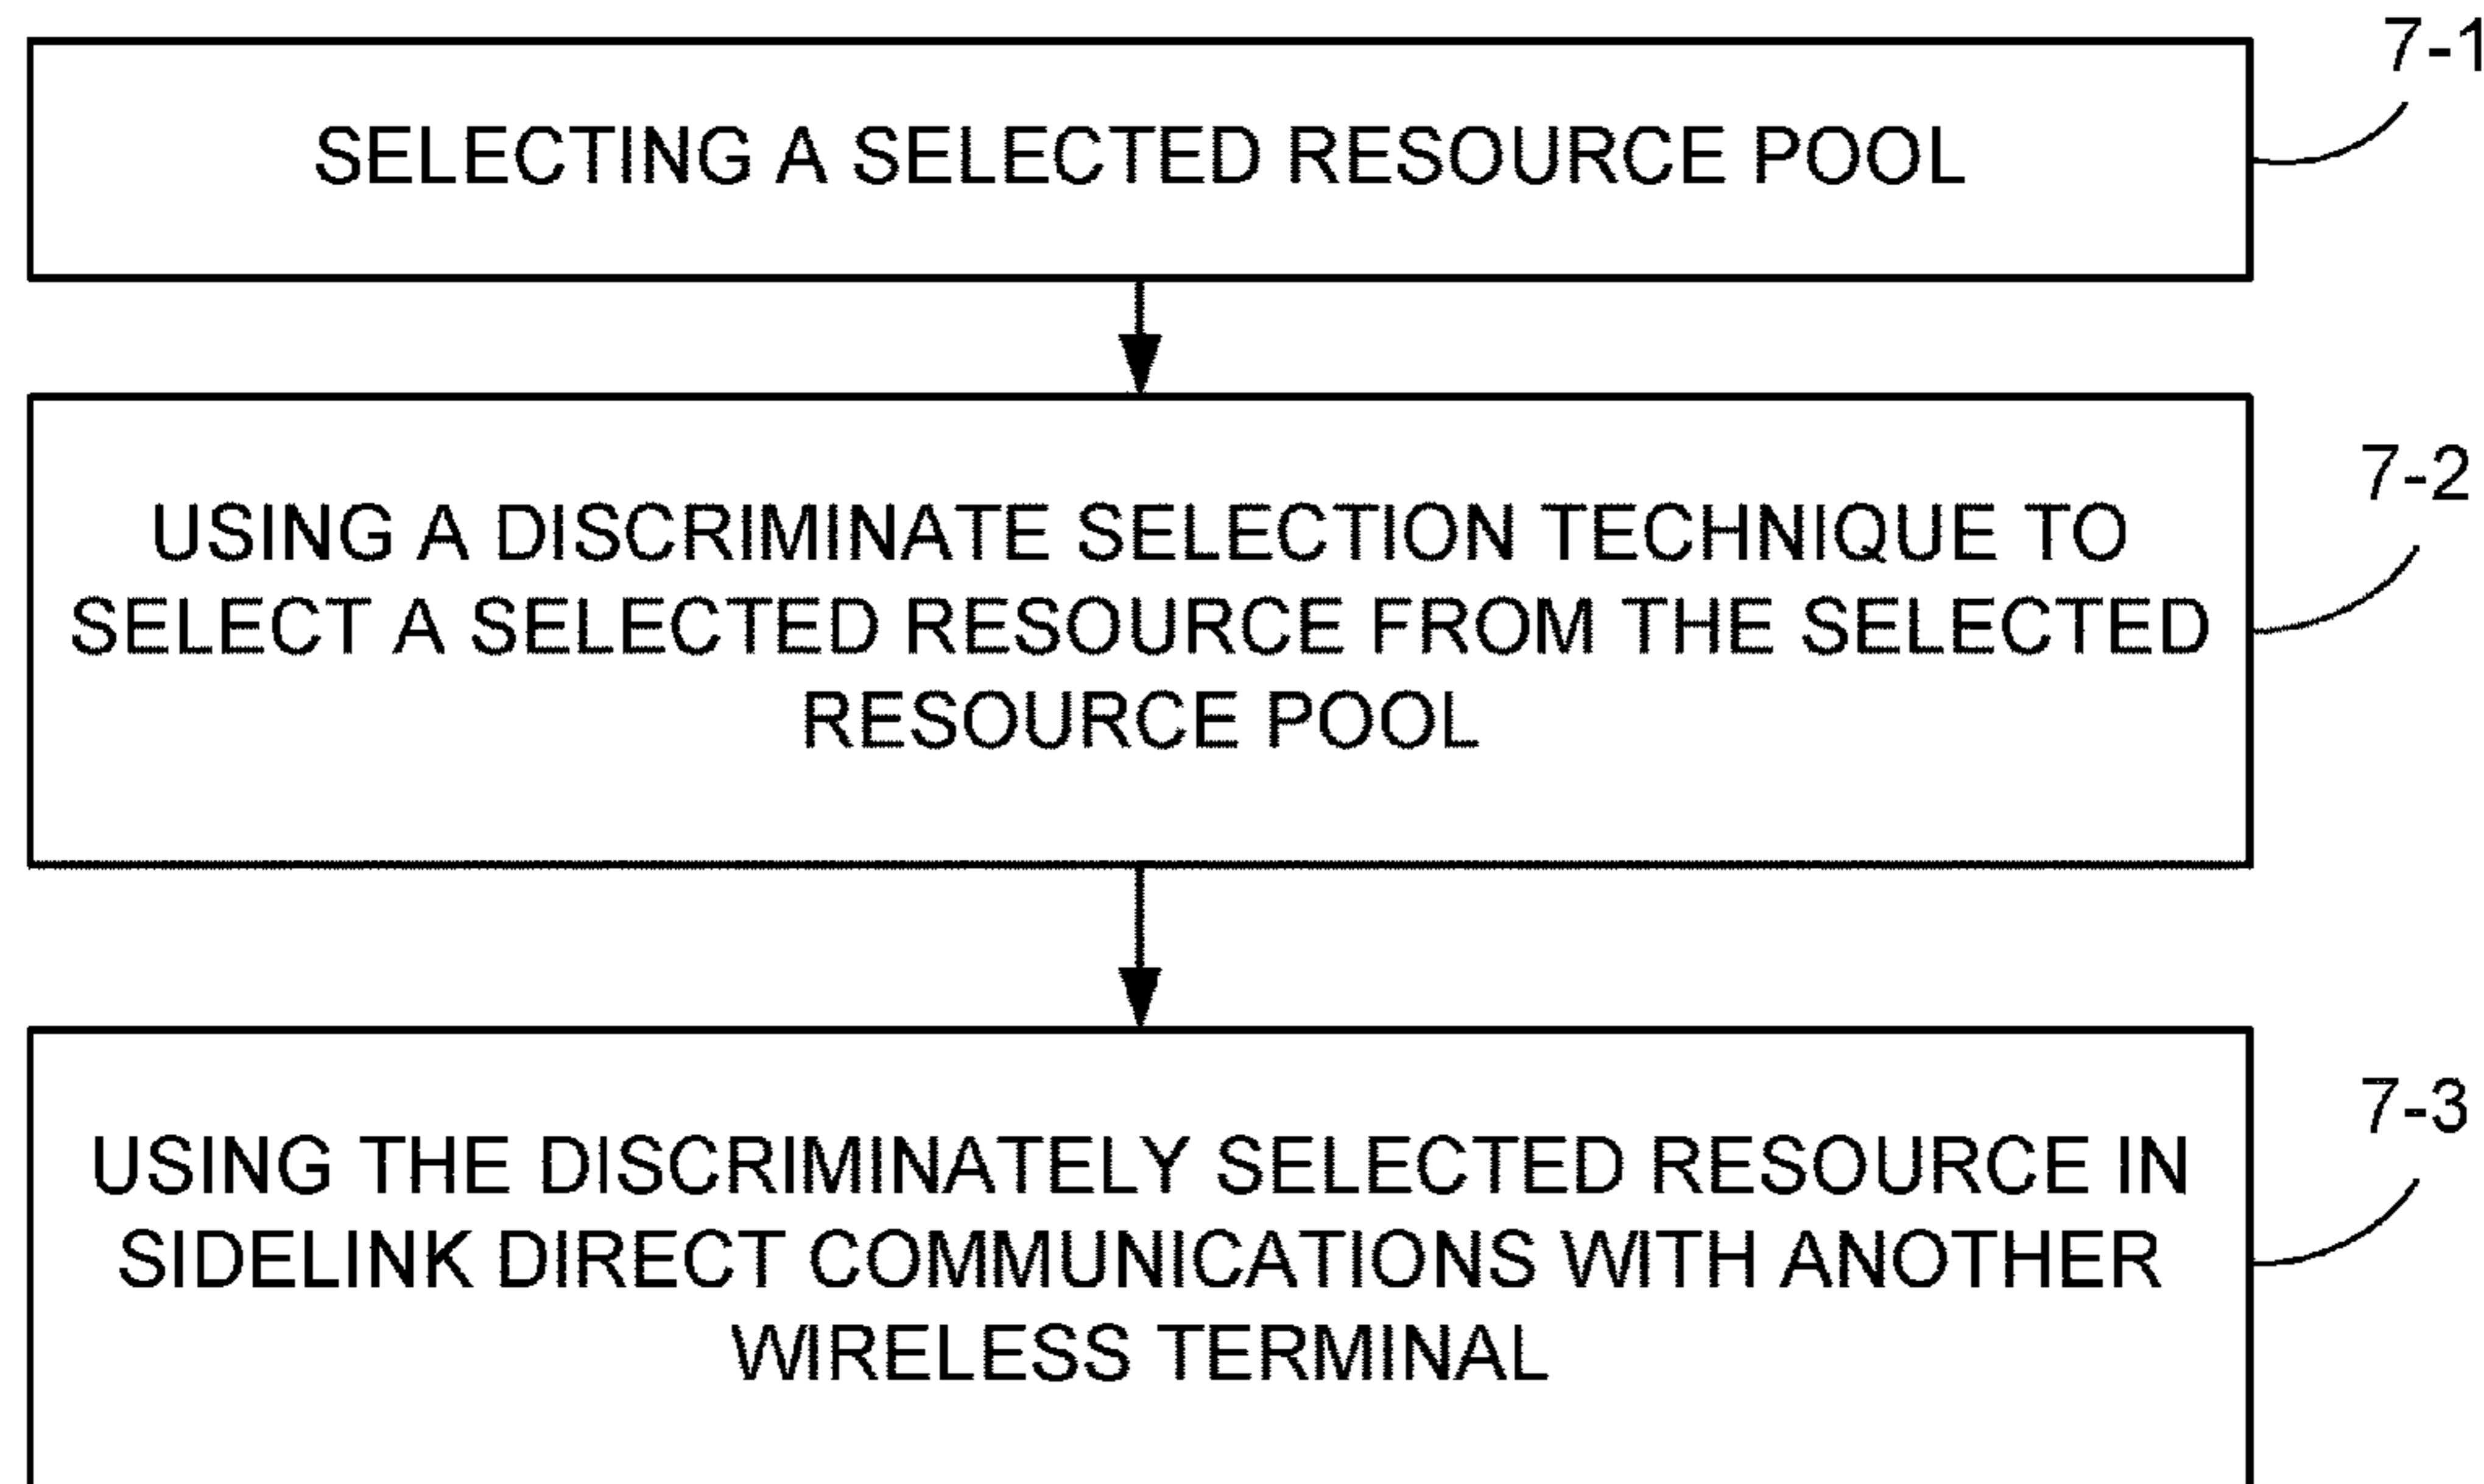 7-1
SELECTING A SELECTED RESOURCE POOL
7-2
USING A DISCRIMINATE SELECTION TECHNIQUE TO
SELECT A SELECTED RESOURCE FROM THE SELECTED
RESOURCE POOL
7-3
USING THE DISCRIMINATELY SELECTED RESOURCE IN
SIDELINK DIRECT COMMUNICATIONS WITH ANOTHER
WIRELESS TERMINAL